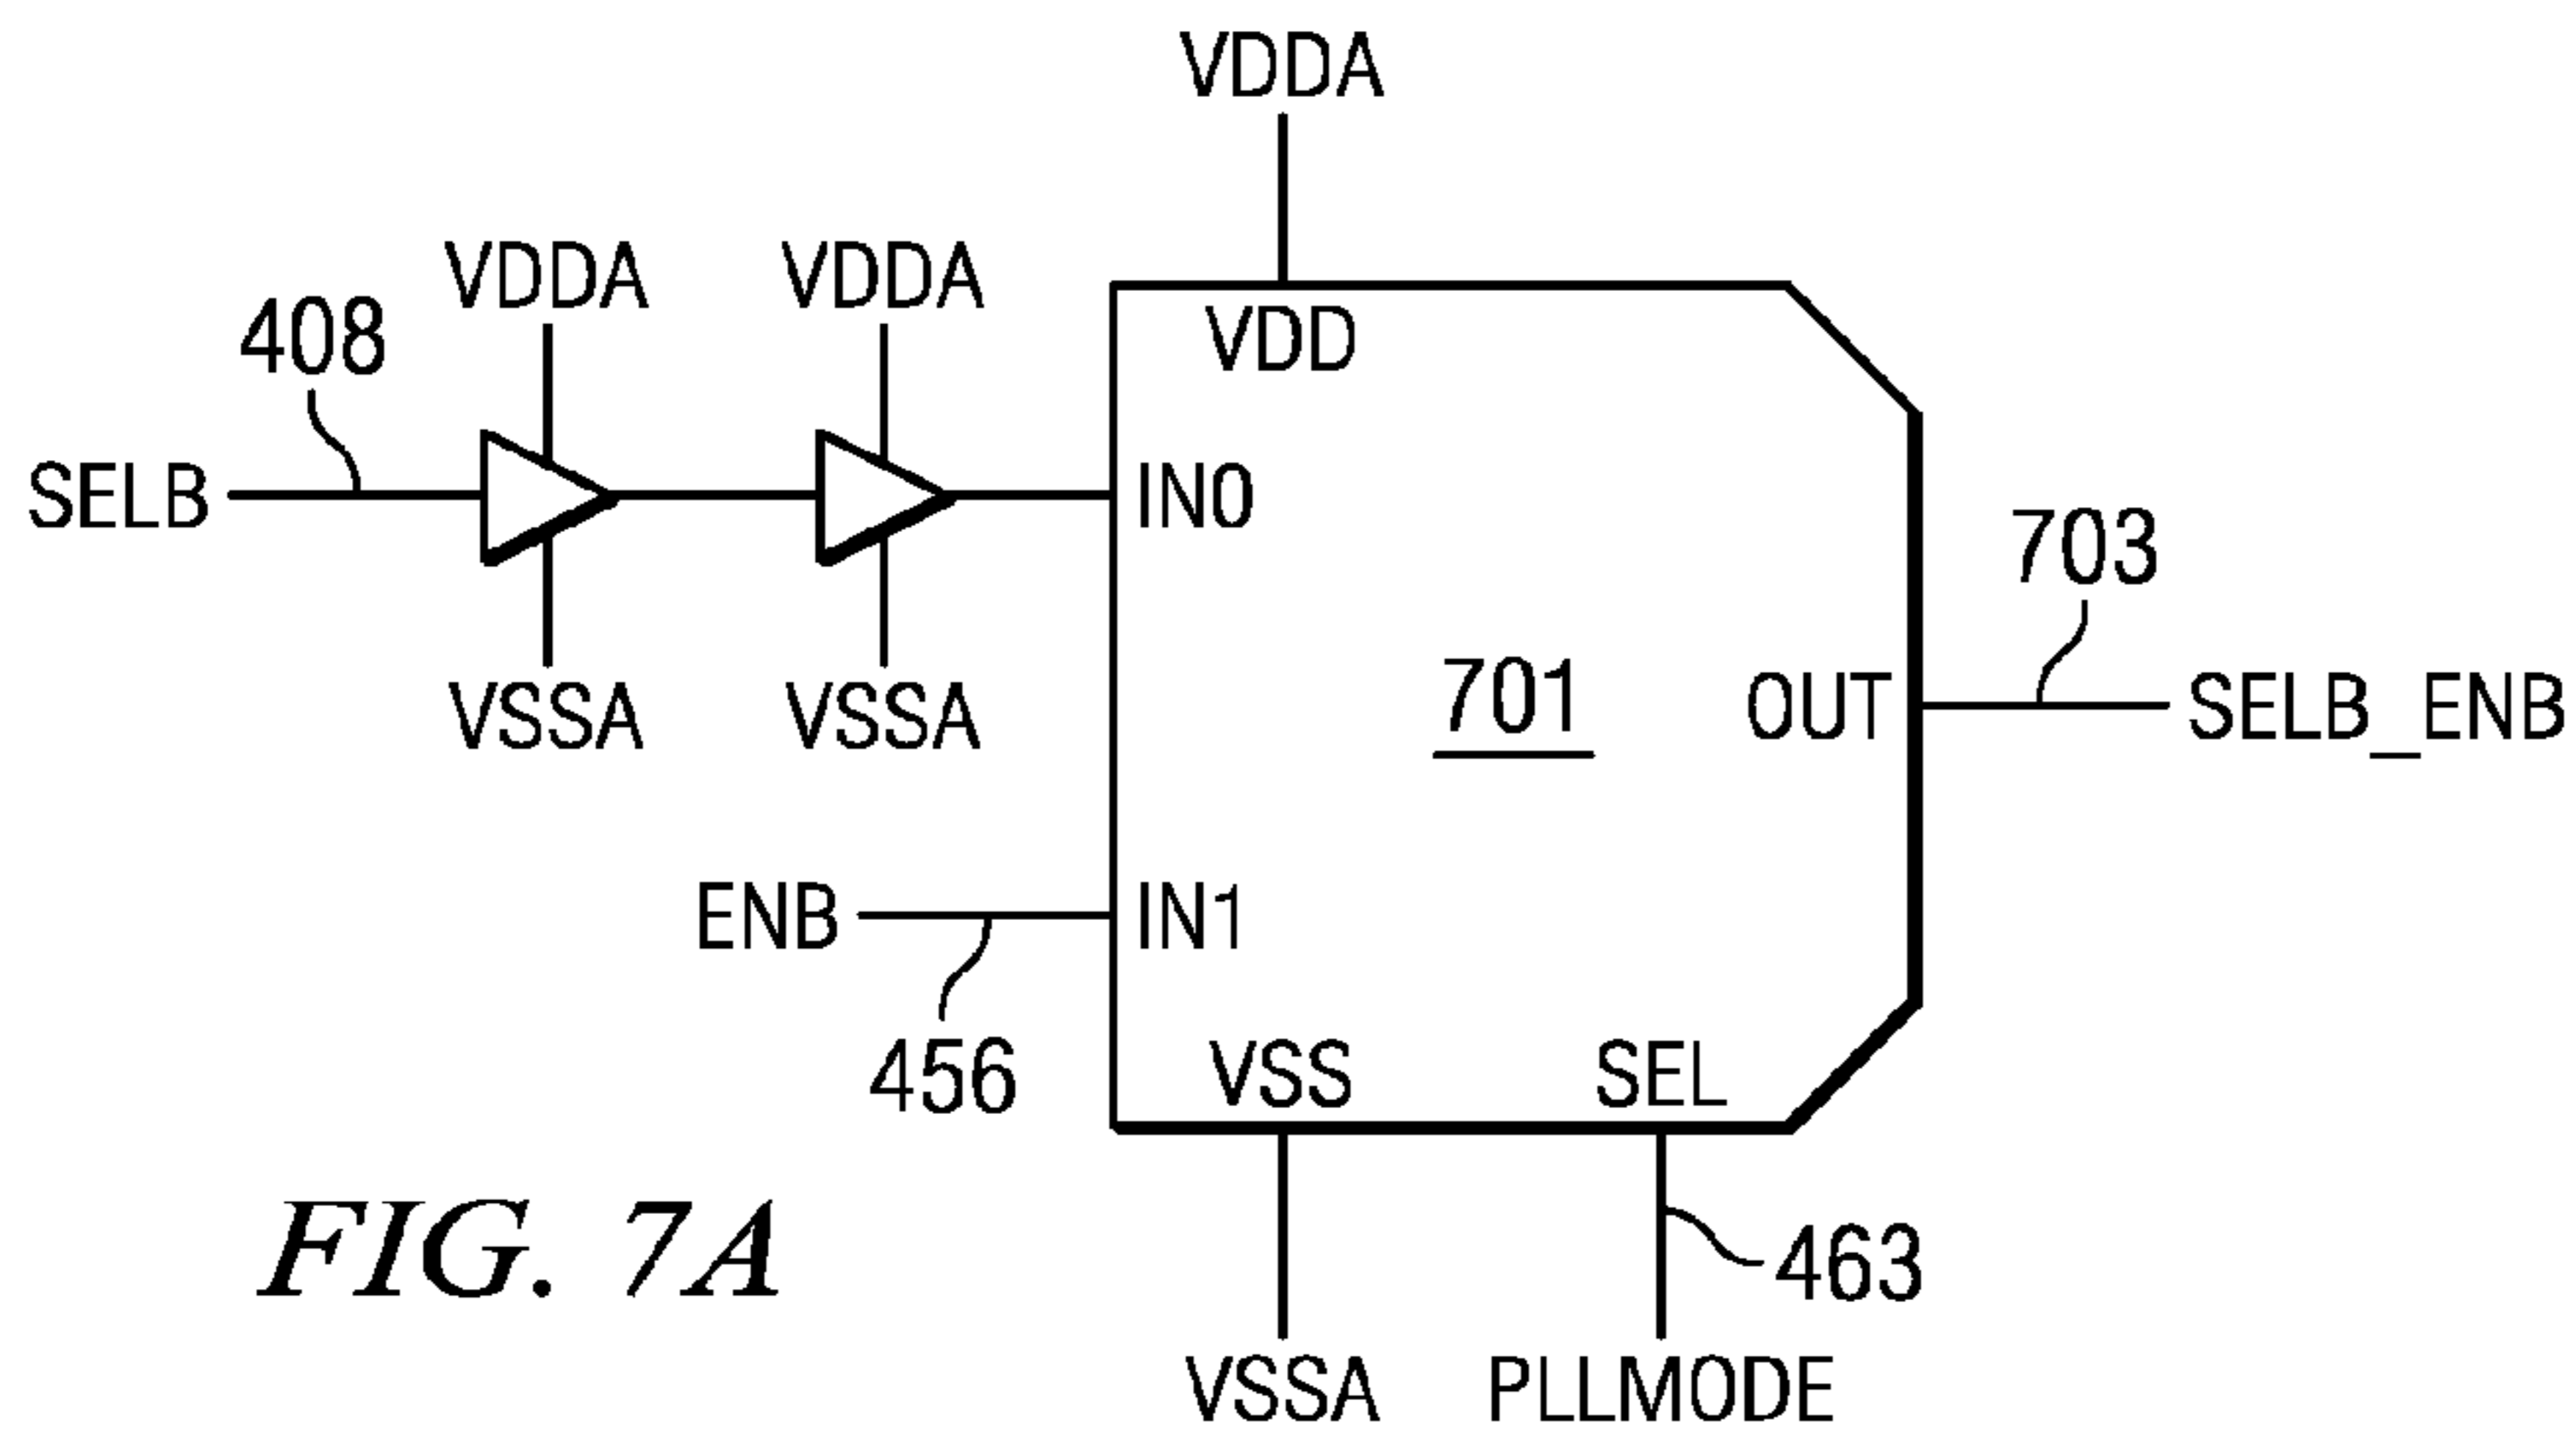 VDDA
VDDA
VDDA
408
VDD
SELB
IN0
703
701
OUT
SELB_ENB
VSSA
VSSA
ENB
IN1
456
VSS
SEL
463
VSSA
PLLMODE
FIG. 7A